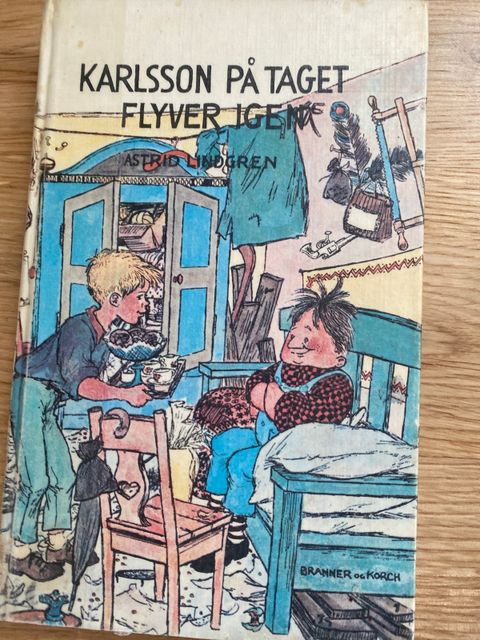 KARLSSON PÅ TAGET
FLYVER IGEN
ASTRID LINDGREN
BRANNER OG KORCH